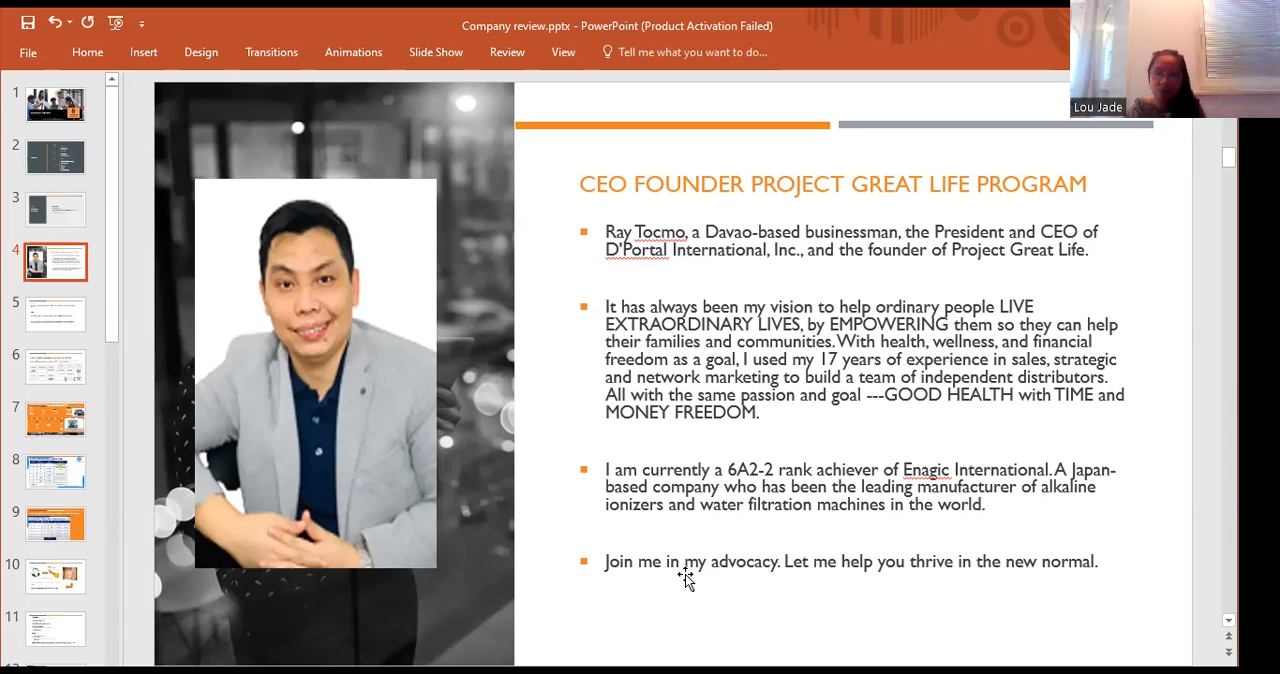 Company review.pptx - PowerPoint (Product Activation Failed)
File Home Insert Design Transitions Animations Slide Show Review View Tell me what you want to do...
Lou Jade
1
2
3
4
5
6
7
8
9
10
11
CEO FOUNDER PROJECT GREAT LIFE PROGRAM
Ray Tocmo, a Davao-based businessman, the President and CEO of
D'Portal International, Inc., and the founder of Project Great Life.
It has always been my vision to help ordinary people LIVE
EXTRAORDINARY LIVES, by EMPOWERING them so they can help
their families and communities. With health, wellness, and financial
freedom as a goal, I used my 17 years of experience in sales, strategic
and network marketing to build a team of independent distributors.
All with the same passion and goal ---GOOD HEALTH with TIME and
MONEY FREEDOM.
I am currently a 6A2-2 rank achiever of Enagic International. A Japan-
based company who has been the leading manufacturer of alkaline
ionizers and water filtration machines in the world.
Join me in my advocacy. Let me help you thrive in the new normal.